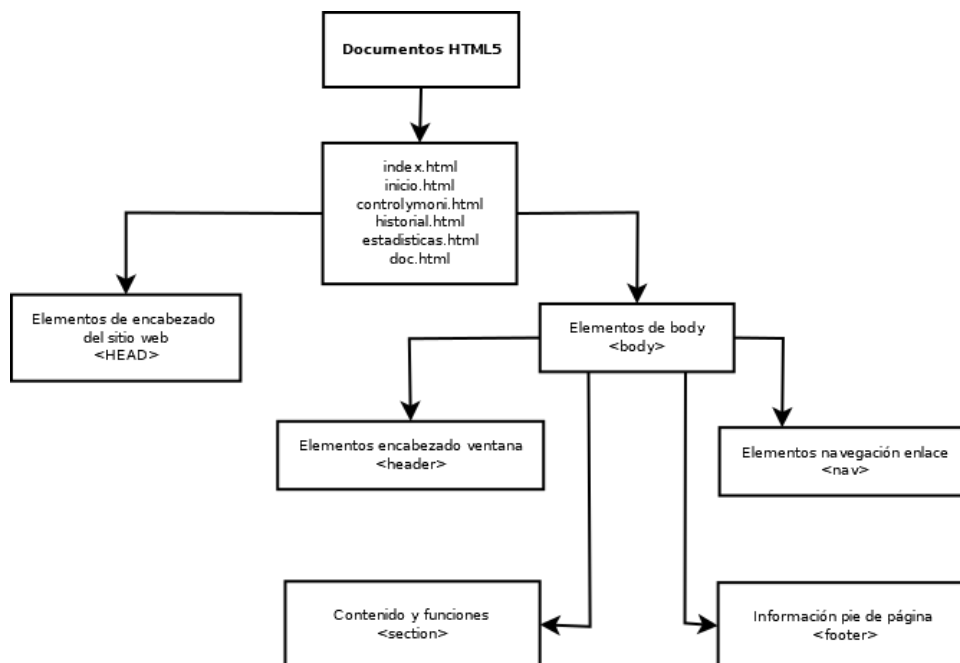 Documentos HTML5
index.html
inicio.html
controlymoni.html
historial.html
estadisticas.html
doc.html
Elementos de encabezado
del sitio web
<HEAD>
Elementos de body
<body>
Elementos encabezado ventana
<header>
Elementos navegación enlace
<nav>
Contenido y funciones
<section>
Información pie de página
<footer>